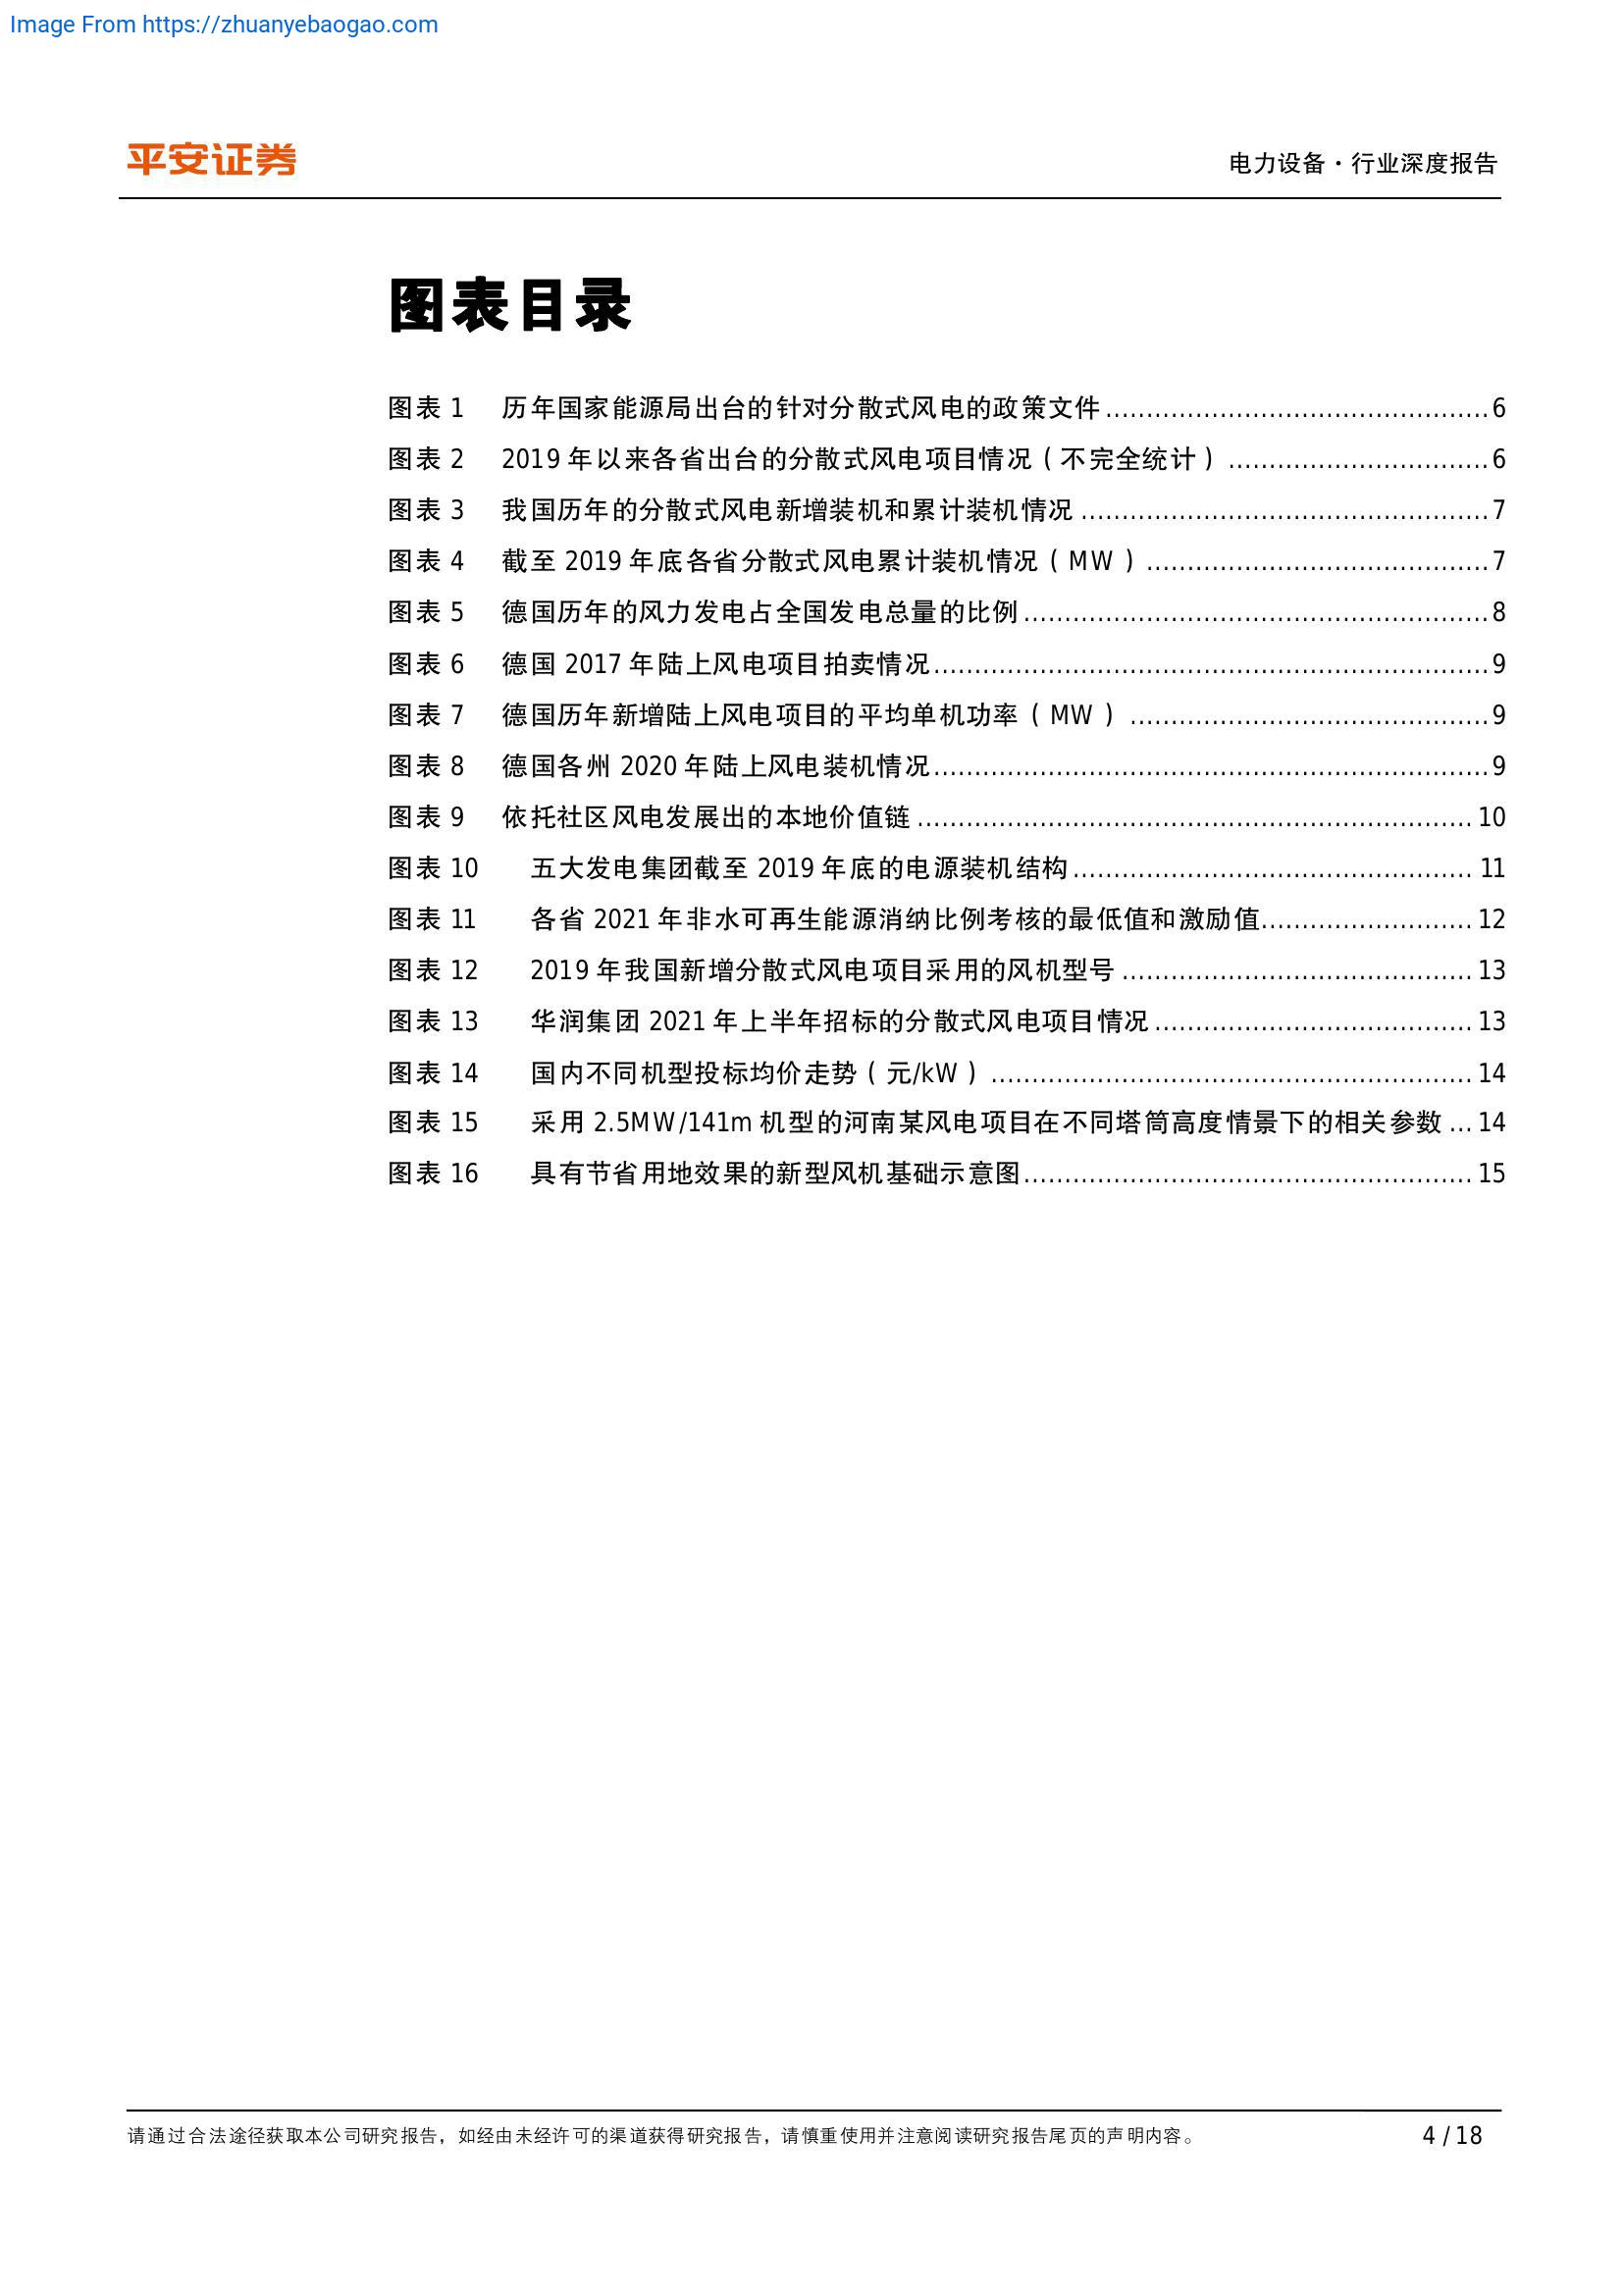 Image From https://zhuanyebaogao.com
平安证券
电力设备·行业深度报告
图表目录
图表 1 历年国家能源局出台的针对分散式风电的政策文件...............................................6
图表 2 2019 年以来各省出台的分散式风电项目情况（不完全统计）................................6
图表 3 我国历年的分散式风电新增装机和累计装机情况..................................................7
图表 4 截至 2019 年底各省分散式风电累计装机情况（MW）..........................................7
图表 5 德国历年的风力发电占全国发电总量的比例.........................................................8
图表 6 德国 2017 年陆上风电项目拍卖情况....................................................................9
图表 7 德国历年新增陆上风电项目的平均单机功率（MW）............................................9
图表 8 德国各州 2020 年陆上风电装机情况....................................................................9
图表 9 依托社区风电发展出的本地价值链....................................................................10
图表 10 五大发电集团截至 2019 年底的电源装机结构.................................................11
图表 11 各省 2021 年非水可再生能源消纳比例考核的最低值和激励值..........................12
图表 12 2019 年我国新增分散式风电项目采用的风机型号...........................................13
图表 13 华润集团 2021 年上半年招标的分散式风电项目情况.......................................13
图表 14 国内不同机型投标均价走势（元/kW）...........................................................14
图表 15 采用 2.5MW/141m 机型的河南某风电项目在不同塔筒高度情景下的相关参数...14
图表 16 具有节省用地效果的新型风机基础示意图.......................................................15
请通过合法途径获取本公司研究报告，如经由未经许可的渠道获得研究报告，请慎重使用并注意阅读研究报告尾页的声明内容。
4 / 18